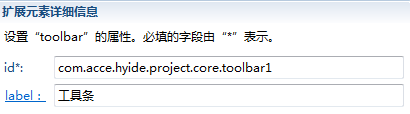 扩展元素详细信息
设置“toolbar”的属性。必填的字段由“*”表示。
id*: com.acce.hyide.project.core.toolbar1
label： 工具条